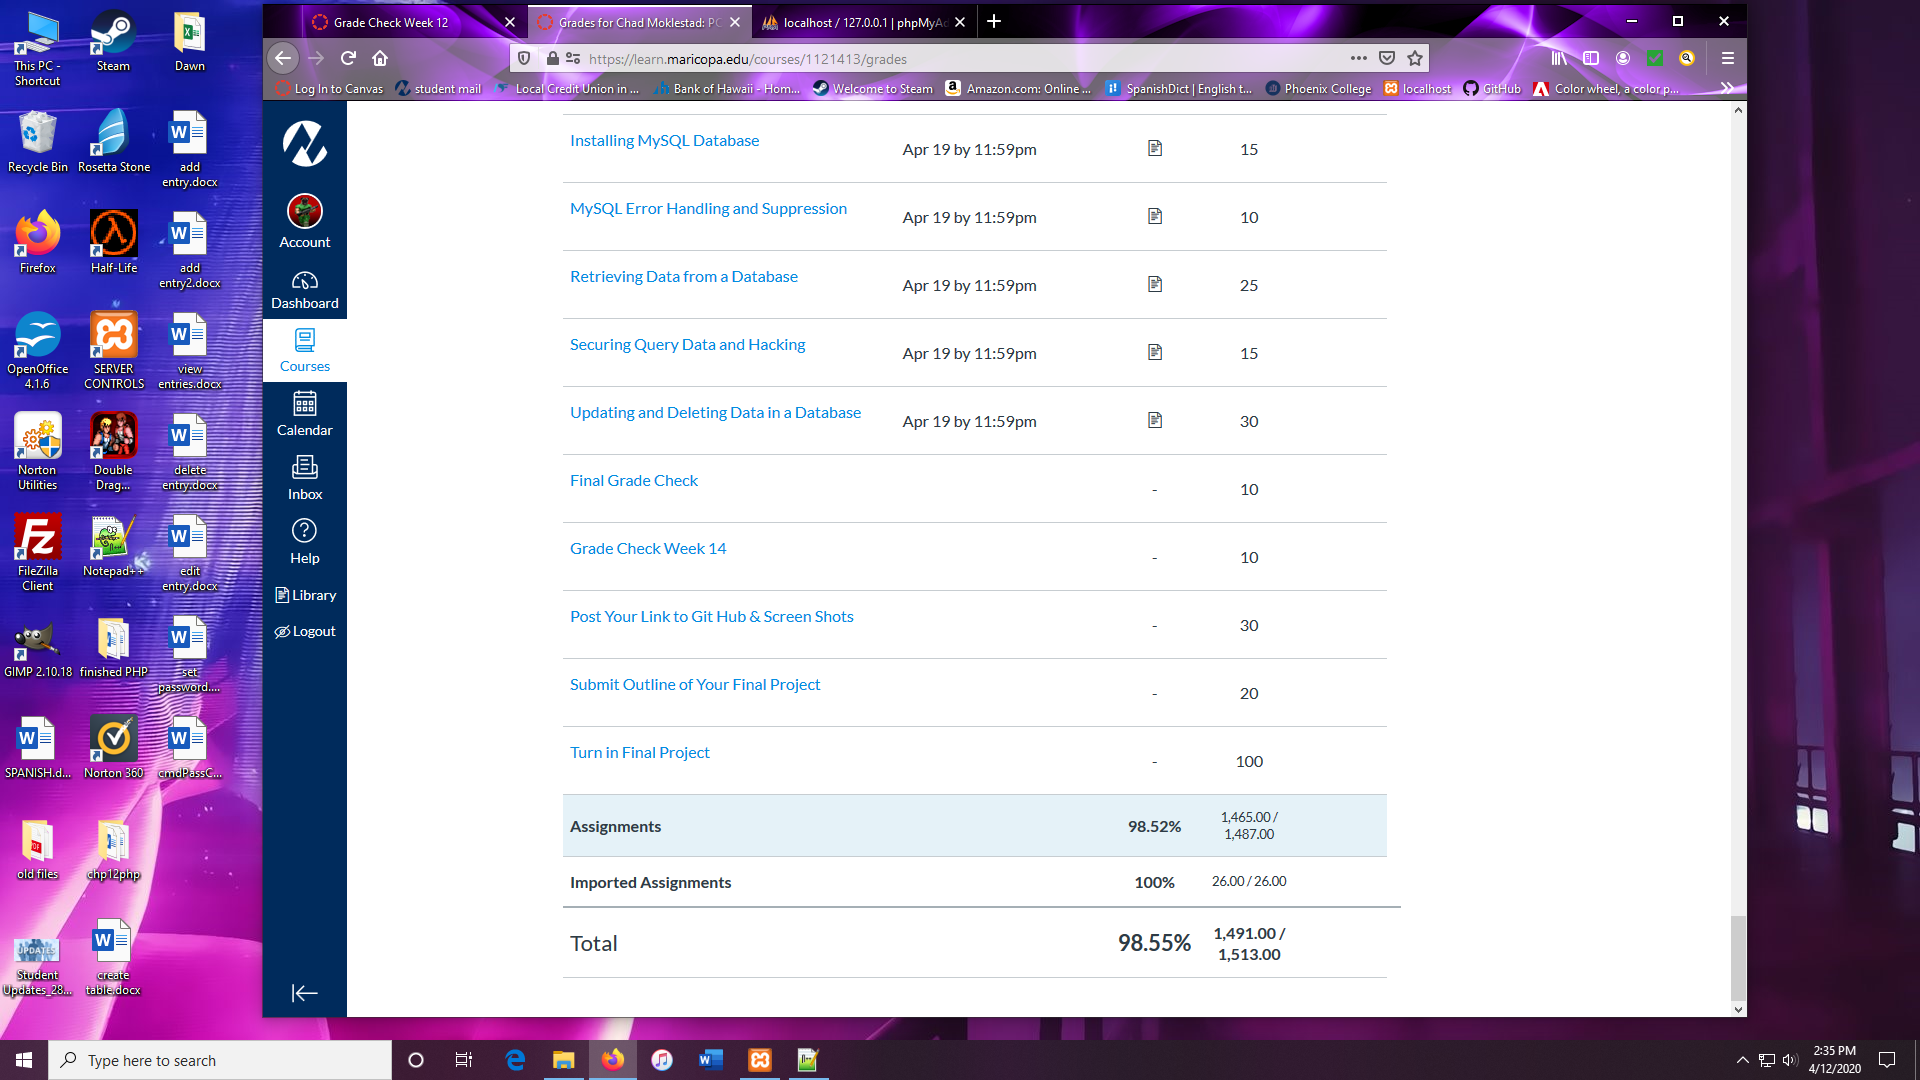 This PC -
Shortcut
Steam
Dawn
Recycle Bin
Rosetta Stone
add
entry.docx
Firefox
Half-Life
add
entry2.docx
OpenOffice
4.1.6
SERVER
CONTROLS
view
entries.docx
Norton
Utilities
Double
Drag...
delete
entry.docx
FileZilla
Client
Notepad++
edit
entry.docx
GIMP 2.10.18
finished PHP
set
password....
SPANISH.d...
Norton 360
cmdPassC...
old files
chp12php
Student
Updates_28...
create
table.docx
Grade Check Week 12
Grades for Chad Moklestad: PC
localhost / 127.0.0.1 | phpMyAd
https://learn.maricopa.edu/courses/1121413/grades
Log In to Canvas
student mail
Local Credit Union in ...
Bank of Hawaii - Hom...
Welcome to Steam
Amazon.com: Online ...
SpanishDict | English t...
Phoenix College
localhost
GitHub
Color wheel, a color p...
Account
Dashboard
Courses
Calendar
Inbox
Help
Library
Logout
Installing MySQL Database Apr 19 by 11:59pm 15
MySQL Error Handling and Suppression Apr 19 by 11:59pm 10
Retrieving Data from a Database Apr 19 by 11:59pm 25
Securing Query Data and Hacking Apr 19 by 11:59pm 15
Updating and Deleting Data in a Database Apr 19 by 11:59pm 30
Final Grade Check - 10
Grade Check Week 14 - 10
Post Your Link to Git Hub & Screen Shots - 30
Submit Outline of Your Final Project - 20
Turn in Final Project - 100
Assignments 98.52% 1,465.00 /
1,487.00
Imported Assignments 100% 26.00 / 26.00
Total 98.55% 1,491.00 /
1,513.00
Type here to search
2:35 PM
4/12/2020